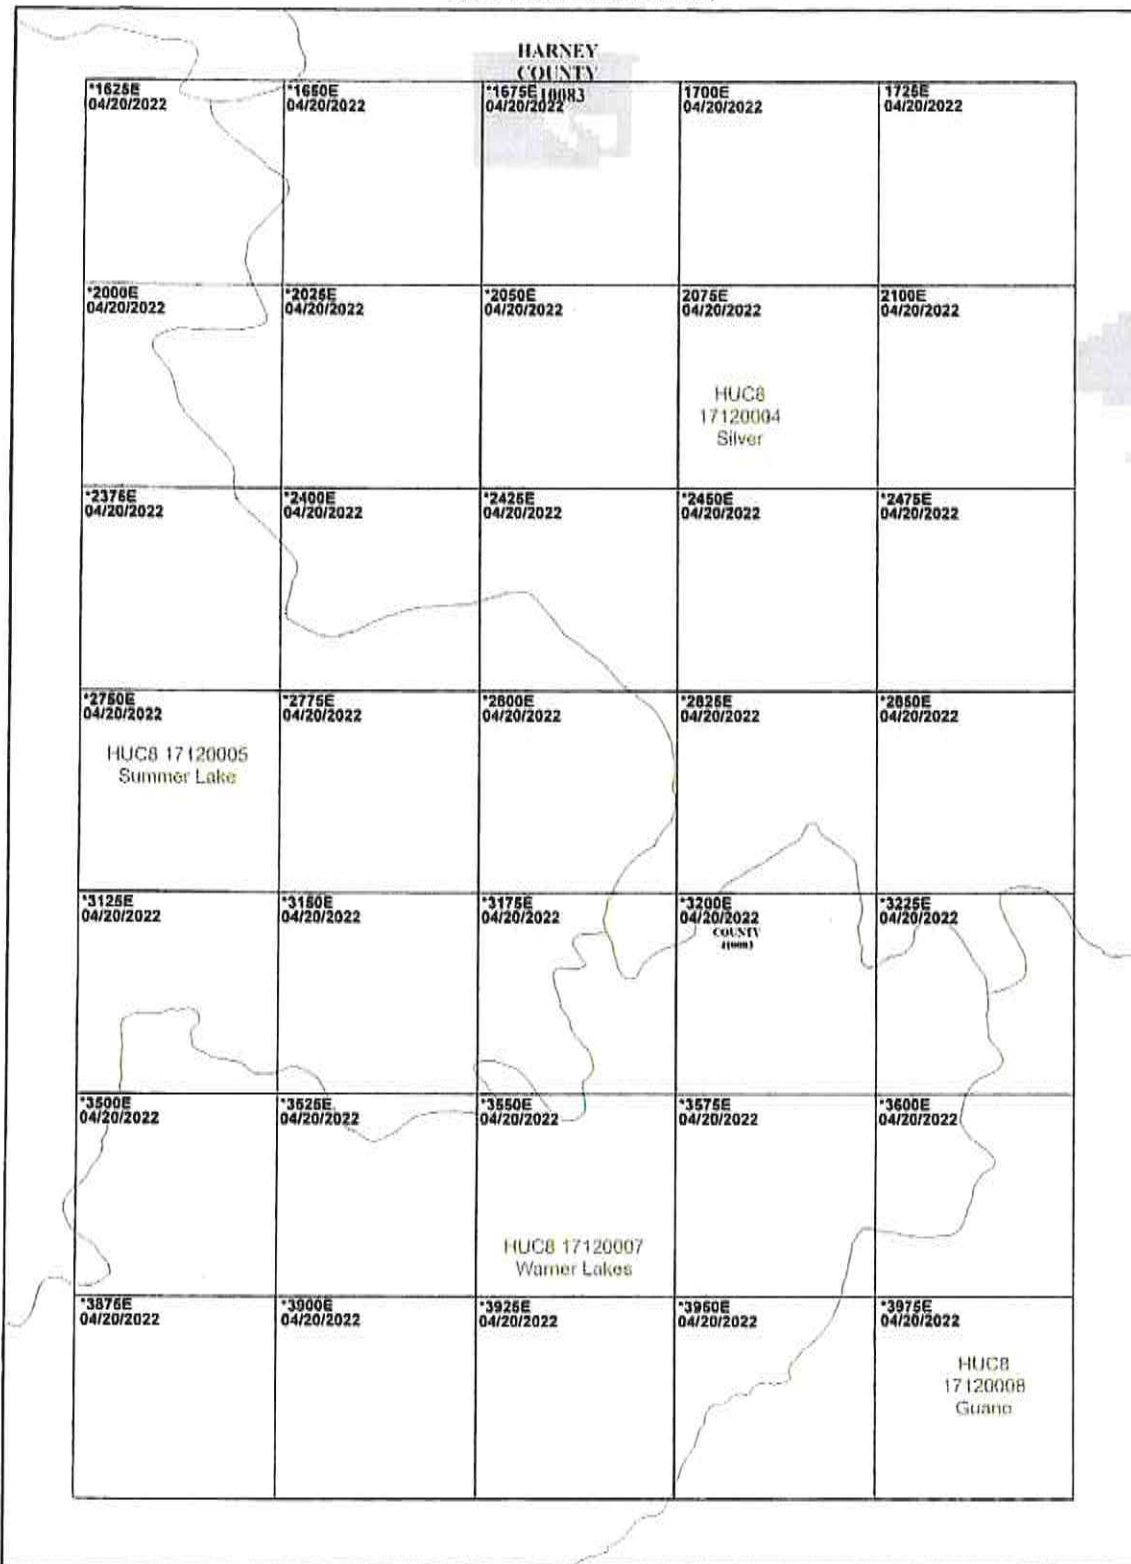 HARNEY
COUNTY
410083
*1625E
04/20/2022
*1650E
04/20/2022
*1675E
04/20/2022
1700E
04/20/2022
1725E
04/20/2022
*2000E
04/20/2022
*2025E
04/20/2022
*2050E
04/20/2022
2075E
04/20/2022
2100E
04/20/2022
HUC8
17120004
Silver
*2375E
04/20/2022
*2400E
04/20/2022
*2425E
04/20/2022
*2450E
04/20/2022
*2475E
04/20/2022
*2750E
04/20/2022
*2775E
04/20/2022
*2800E
04/20/2022
*2825E
04/20/2022
*2850E
04/20/2022
HUC8 17120005
Summer Lake
*3125E
04/20/2022
*3150E
04/20/2022
*3175E
04/20/2022
*3200E
04/20/2022
COUNTY
410083
*3225E
04/20/2022
*3500E
04/20/2022
*3525E
04/20/2022
*3550E
04/20/2022
*3575E
04/20/2022
*3600E
04/20/2022
HUC8 17120007
Warner Lakes
*3875E
04/20/2022
*3900E
04/20/2022
*3925E
04/20/2022
*3950E
04/20/2022
*3975E
04/20/2022
HUC8
17120008
Guano